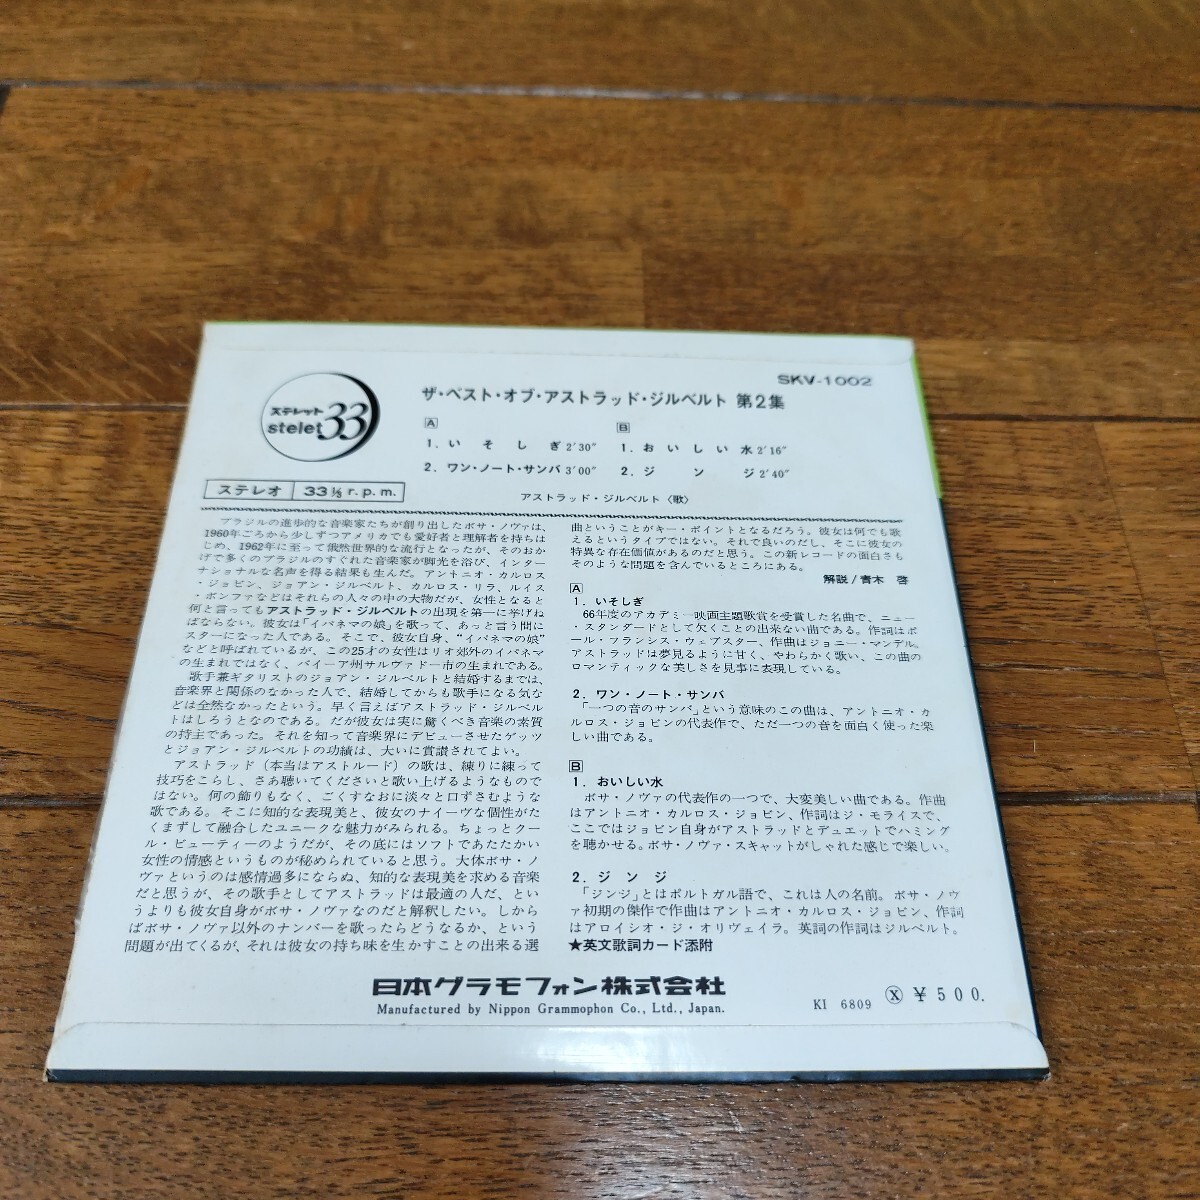 SKV-1002
ステレット
stelet 33
ステレオ 33⅓ r.p.m.
ザ・ベスト・オブ・アストラッド・ジルベルト 第2集
A
1. いそしぎ 2'30"
2. ワン・ノート・サンバ 3'00"
B
1. おいしい水 2'16"
2. ジンジ 2'40"
アストラッド・ジルベルト〈歌〉
ブラジルの進歩的な音楽家たちが創り出したボサ・ノヴァは、
1960年ごろから少しずつアメリカでも愛好者と理解者を持ちは
じめ、1962年に至って俄然世界的な流行となったが、そのおか
げで多くのブラジルのすぐれた音楽家が脚光を浴び、インター
ナショナルな名声を得る結果も生んだ。アントニオ・カルロス
・ジョビン、ジョアン・ジルベルト、カルロス・リラ、ルイス
・ボンファなどはそれらの人々の中の大物だが、女性となると
何と言ってもアストラッド・ジルベルトの出現を第一に挙げね
ばならない。彼女は「イパネマの娘」を歌って、あっと言う間に
スターになった人である。そこで、彼女自身、“イパネマの娘”
などと呼ばれているが、この25才の女性はリオ郊外のイパネマ
の生まれではなく、バイーア州サルヴァドー市の生まれである。
歌手兼ギタリストのジョアン・ジルベルトと結婚するまでは、
音楽界と関係のなかった人で、結婚してからも歌手になる気な
どは全然なかったという。早く言えばアストラッド・ジルベル
トはしろうとなのである。だが彼女は実に驚くべき音楽の素質
の持主であった。それを知って音楽界にデビューさせたゲッツ
とジョアン・ジルベルトの功績は、大いに賞讃されてよい。
アストラッド（本当はアストルード）の歌は、練りに練って
技巧をこらし、さあ聴いてくださいと歌い上げるようなもので
はない。何の飾りもなく、ごくすなおに淡々と口ずさむような
歌である。そこに知的な表現美と、彼女のナイーヴな個性がた
くまずして融合したユニークな魅力がみられる。ちょっとクー
ル・ビューティーのようだが、その底にはソフトであたたかい
女性の情感というものが秘められていると思う。大体ボサ・ノ
ヴァというのは感情過多にならぬ、知的な表現美を求める音楽
だと思うが、その歌手としてアストラッドは最適の人だ、とい
うよりも彼女自身がボサ・ノヴァなのだと解釈したい。しから
ばボサ・ノヴァ以外のナンバーを歌ったらどうなるか、という
問題が出てくるが、それは彼女の持ち味を生かすことの出来る選
曲ということがキー・ポイントとなるだろう。彼女は何でも歌
えるというタイプではない。それで良いのだし、そこに彼女の
特異な存在価値があるのだと思う。この新レコードの面白さも
そのような問題を含んでいるところにある。
解説／青木 啓
A
1. いそしぎ
66年度のアカデミー映画主題歌賞を受賞した名曲で、ニュー
・スタンダードとして欠くことの出来ない曲である。作詞はポ
ール・フランシス・ウェブスター、作曲はジョニー・マンデル。
アストラッドは夢見るように甘く、やわらかく歌い、この曲の
ロマンティックな美しさを見事に表現している。
2. ワン・ノート・サンバ
「一つの音のサンバ」という意味のこの曲は、アントニオ・カ
ルロス・ジョビンの代表作で、ただ一つの音を面白く使った楽
しい曲である。
B
1. おいしい水
ボサ・ノヴァの代表作の一つで、大変美しい曲である。作曲
はアントニオ・カルロス・ジョビン、作詞はジ・モライスで、
ここではジョビン自身がアストラッドとデュエットでハミング
を聴かせる。ボサ・ノヴァ・スキャットがしゃれた感じで楽しい。
2. ジンジ
「ジンジ」とはポルトガル語で、これは人の名前。ボサ・ノヴ
ァ初期の傑作で作曲はアントニオ・カルロス・ジョビン、作詞
はアロイシオ・ジ・オリヴェイラ。英詞の作詞はジルベルト。
★英文歌詞カード添附
日本グラモフォン株式会社
Manufactured by Nippon Grammophon Co., Ltd., Japan.
KI 6809 Ⓧ ¥500.